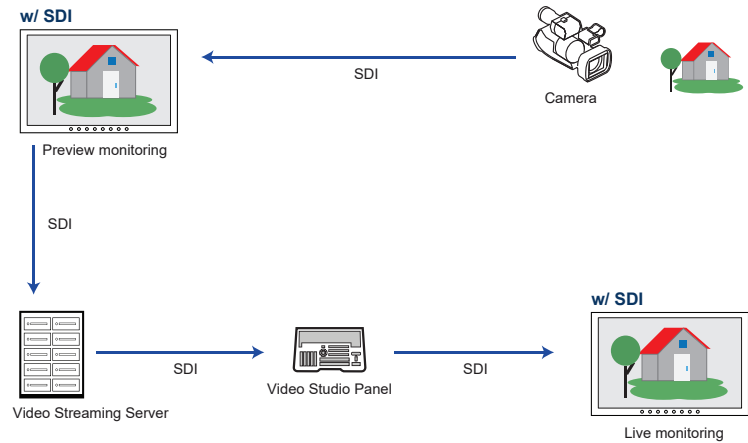 w/ SDI
SDI
Camera
Preview monitoring
SDI
w/ SDI
SDI
SDI
Video Studio Panel
Video Streaming Server
Live monitoring